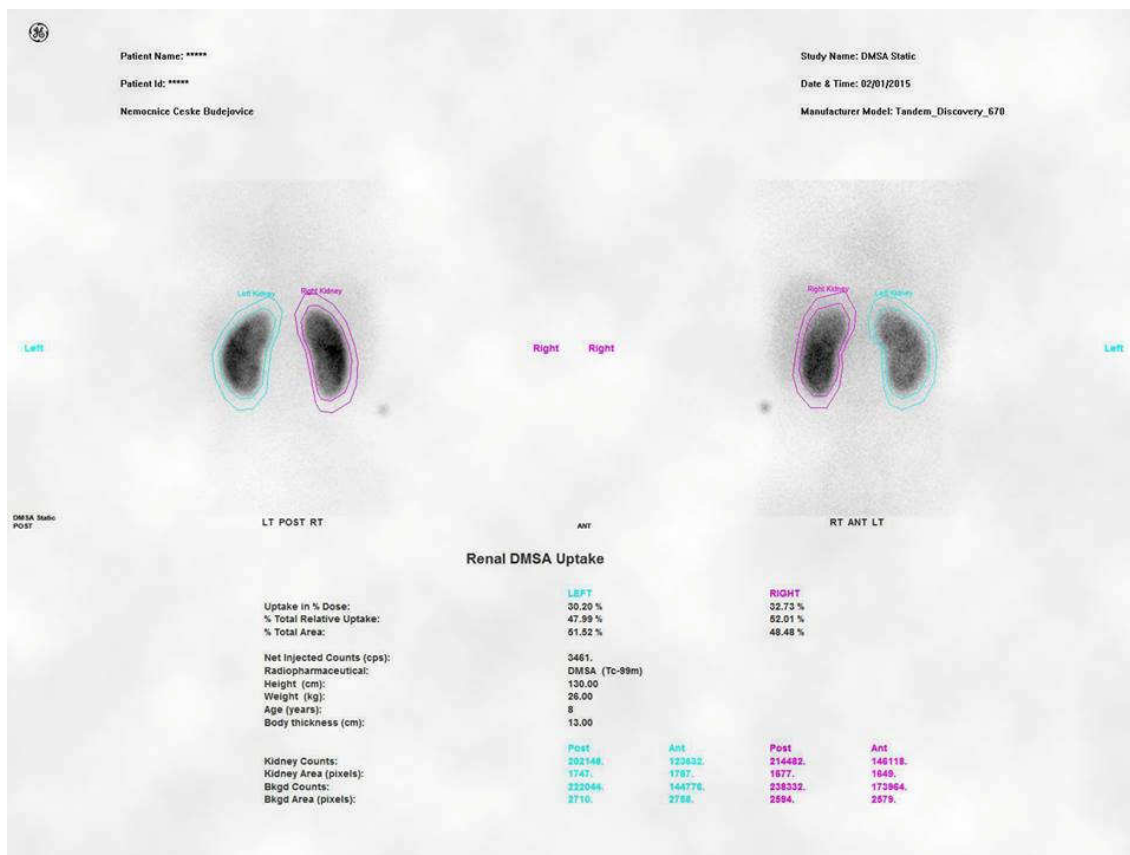 Patient Name: *****
Study Name: DMSA Static
Patient Id: *****
Date & Time: 02/01/2015
Nemocnice Ceske Budejovice
Manufacturer Model: Tandem_Discovery_670
Left Kidney Right Kidney
Right Kidney Left Kidney
Left Right Right Left
DMSA Static
POST
LT POST RT
ANT
RT ANT LT
Renal DMSA Uptake
LEFT RIGHT
Uptake in % Dose: 30.20 % 32.73 %
% Total Relative Uptake: 47.99 % 52.01 %
% Total Area: 51.52 % 48.48 %
Net Injected Counts (cps): 3461.
Radiopharmaceutical: DMSA (Tc-99m)
Height (cm): 130.00
Weight (kg): 26.00
Age (years): 8
Body thickness (cm): 13.00
Post Ant Post Ant
Kidney Counts: 202148. 123632. 214482. 146118.
Kidney Area (pixels): 1747. 1677. 1649.
Bkgd Counts: 222044. 144776. 238332. 173964.
Bkgd Area (pixels): 2710. 2594. 2579.